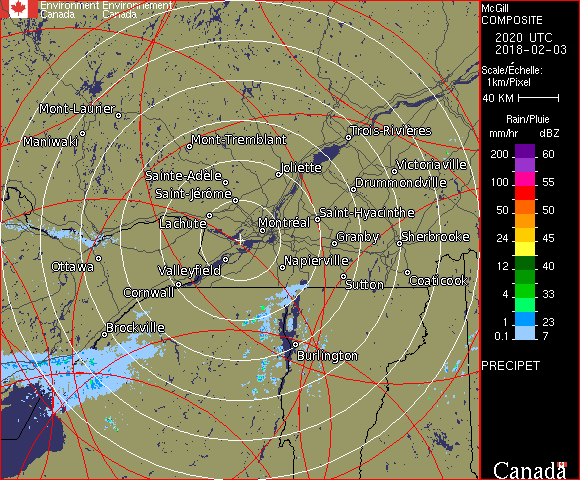 Environment Environnement
Canada Canada
McGill
COMPOSITE
2020 UTC
2018-02-03
Scale/Échelle:
1km/Pixel
40 KM
Rain/Pluie
mm/hr dBZ
200 60
100 55
50 50
24 45
12 40
4 33
1 23
0.1 7
PRECIPET
Canada
Mont-Laurier
Maniwaki
Mont-Tremblant
Trois-Rivières
Joliette
Victoriaville
Sainte-Adèle
Drummondville
Saint-Jérôme
Lachute
Saint-Hyacinthe
Montréal
Granby
Sherbrooke
Ottawa
Valleyfield
Napierville
Cornwall
Sutton
Coaticook
Brockville
Burlington